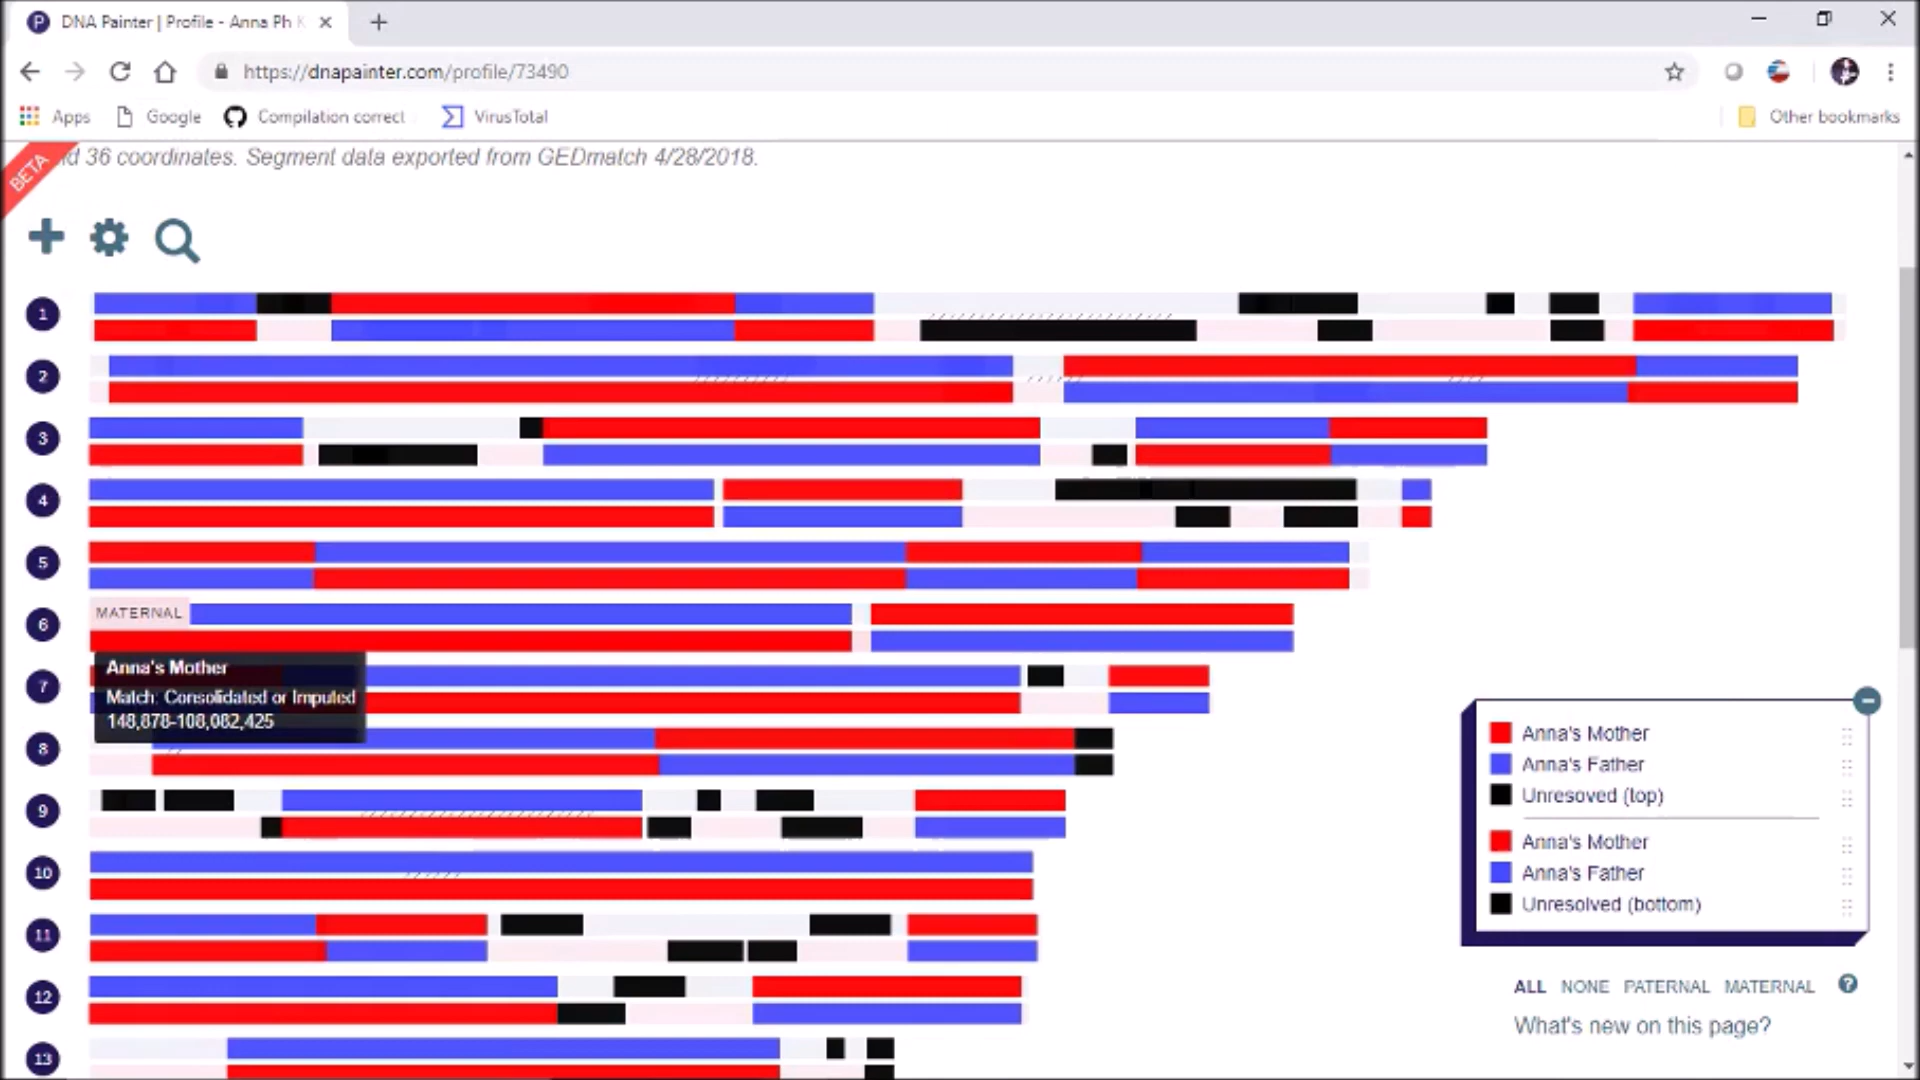 DNA Painter | Profile - Anna Ph K
https://dnapainter.com/profile/73490
Apps Google Compilation correct VirusTotal Other bookmarks
BETA
36 coordinates. Segment data exported from GEDmatch 4/28/2018.
1
2
3
4
5
6
MATERNAL
Anna's Mother
Match: Consolidated or Imputed
148,878-108,082,425
7
8
9
10
11
12
13
Anna's Mother
Anna's Father
Unresoved (top)
Anna's Mother
Anna's Father
Unresolved (bottom)
ALL NONE PATERNAL MATERNAL ?
What's new on this page?